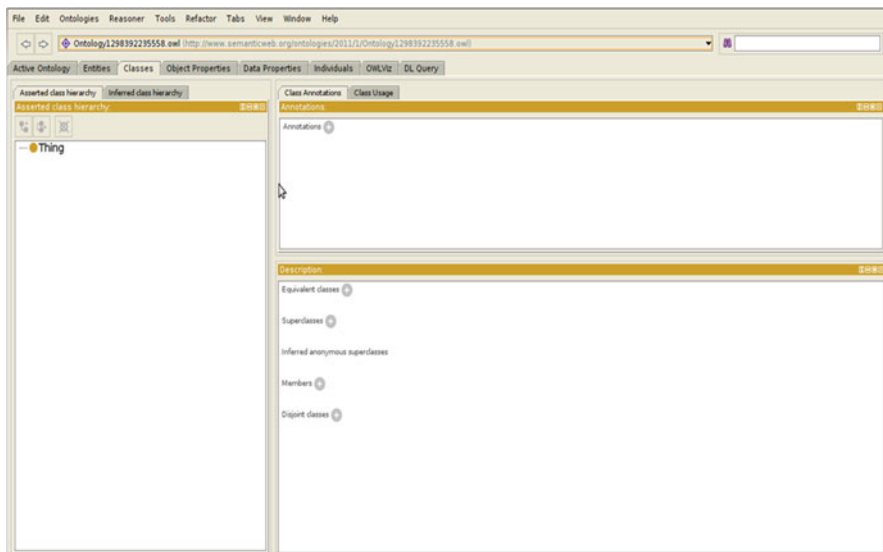 File Edit Ontologies Reasoner Tools Refactor Tabs View Window Help
Ontology1298392235558.owl (http://www.semanticweb.org/ontologies/2011/1/Ontology1298392235558.owl)
Active Ontology Entities Classes Object Properties Data Properties Individuals OWLViz DL Query
Asserted class hierarchy Inferred class hierarchy
Asserted class hierarchy:
Thing
Class Annotations Class Usage
Annotations:
Annotations
Description:
Equivalent classes
Superclasses
Inferred anonymous superclasses
Members
Disjoint classes